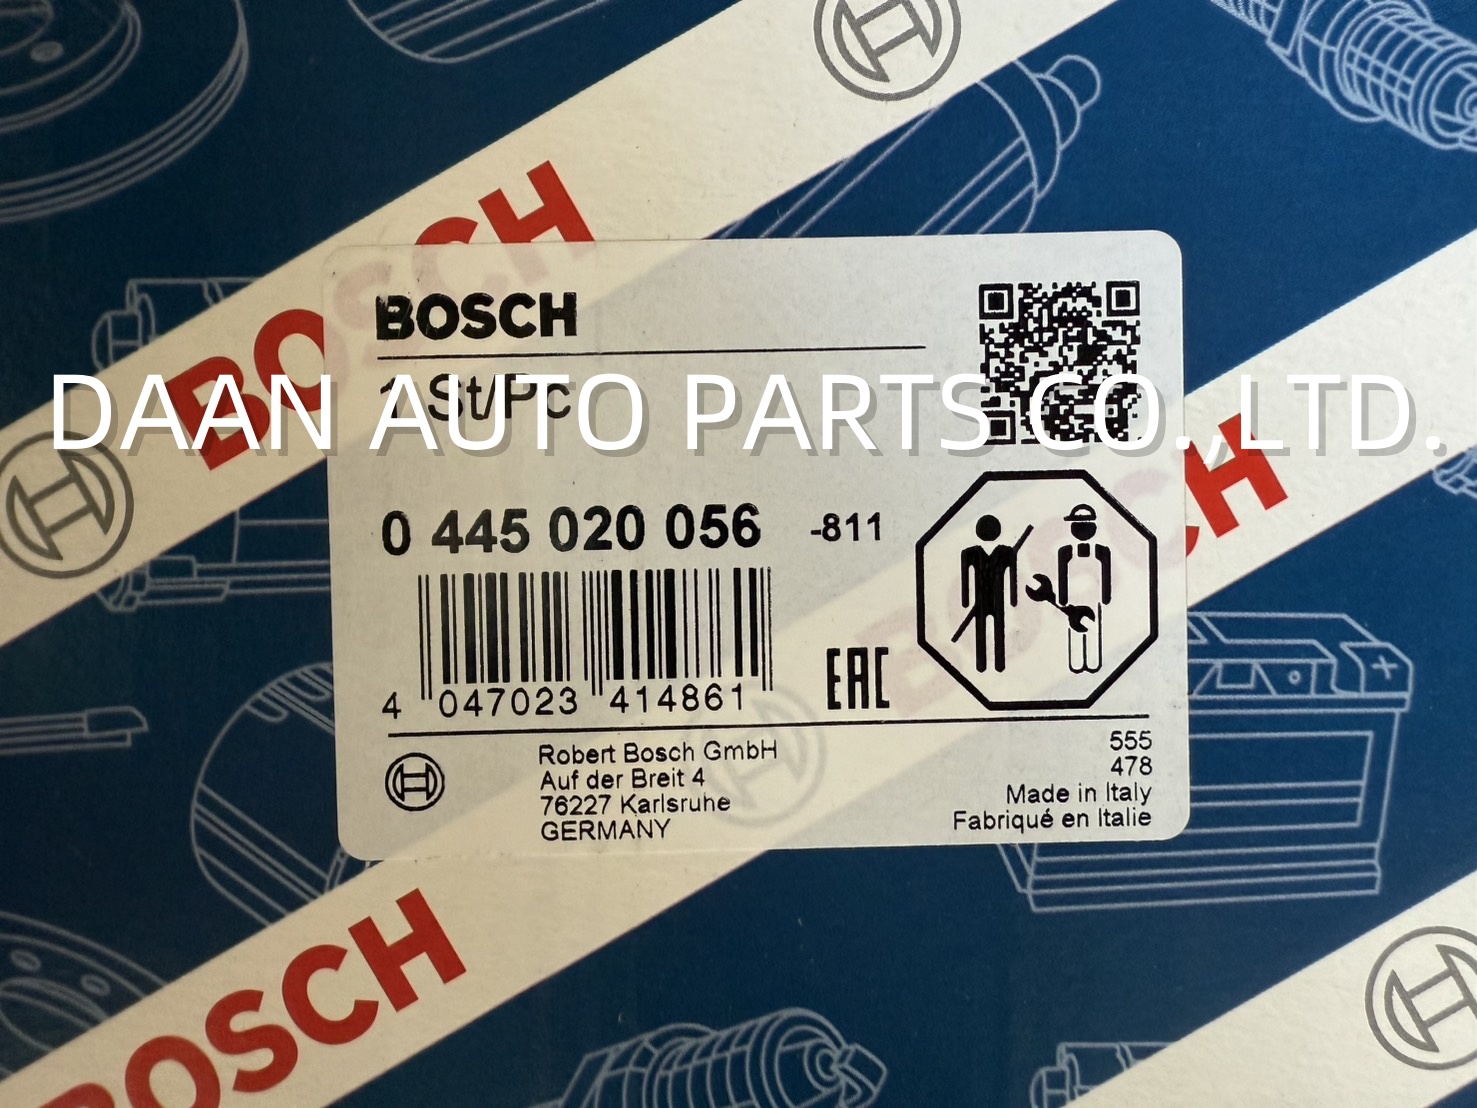 BOSCH
BOSCH
1 St/Pc
DAAN AUTO PARTS CO.,LTD.
0 445 020 056 -811
BOSCH
4 047023 414861
EAC
Robert Bosch GmbH
Auf der Breit 4
76227 Karlsruhe
GERMANY
555
478
Made in Italy
Fabriqué en Italie
BOSCH